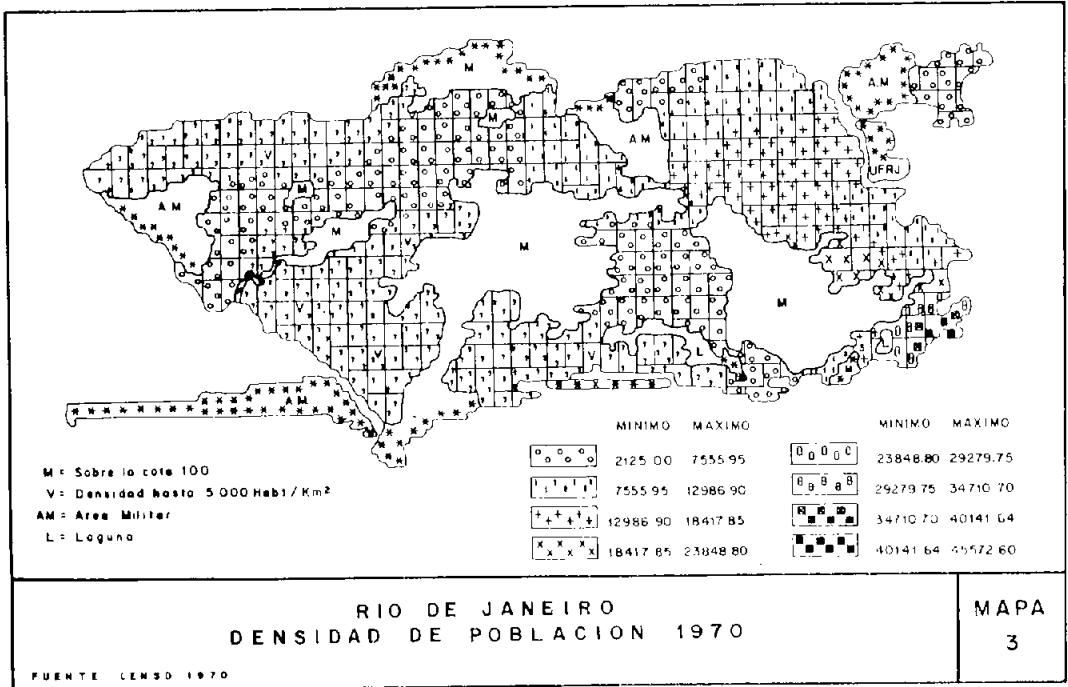 M
A.M
M
AM
V
M
UFRJ
A M
M
V
M
V
M
V
V
L
L
M
A M
M = Sobre la cota 100
V = Densidad hasta 5 000 Habt / Km²
AM = Area Militar
L = Laguna
MINIMO MAXIMO
2125 00 7555 95
7555 95 12986 90
12986 90 18417 85
18417 85 23848 80
MINIMO MAXIMO
23848.80 29279.75
29279 75 34710 70
34710 70 40141 64
40141 64 45572 60
RIO DE JANEIRO
DENSIDAD DE POBLACION 1970
FUENTE CENSO 1970
MAPA
3